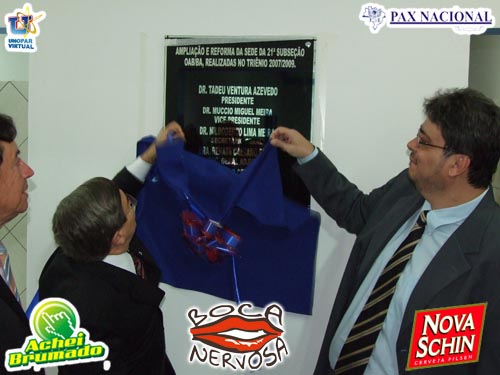 UNOPAR
VIRTUAL
PAX NACIONAL
AMPLIAÇÃO E REFORMA DA SEDE DA 21ª SUBSEÇÃO
OAB/BA, REALIZADAS NO TRIÊNIO 2007/2009.
DR. TADEU VENTURA AZEVEDO
PRESIDENTE
DR. MUCCIO MIGUEL MEIRA
VICE PRESIDENTE
LIMA
Achei
Brumado
BOCA
NERVOSA
NOVA
SCHIN
CERVEJA PILSEN